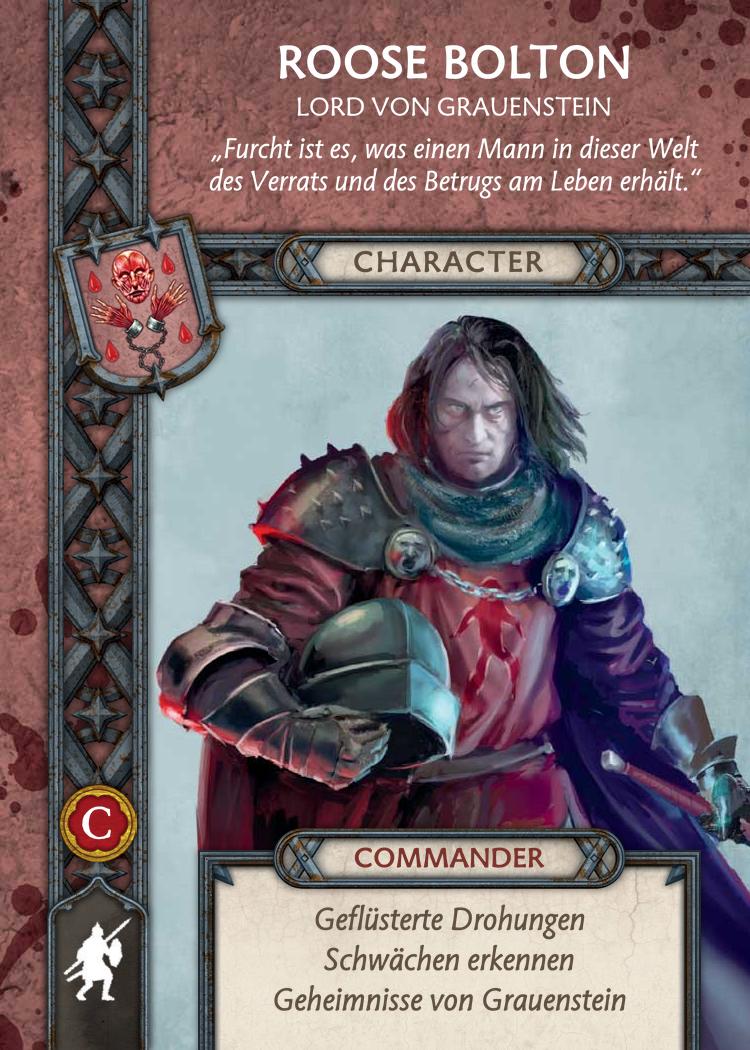 ROOSE BOLTON
LORD VON GRAUENSTEIN
„Furcht ist es, was einen Mann in dieser Welt
des Verrats und des Betrugs am Leben erhält.“
CHARACTER
C
COMMANDER
Geflüsterte Drohungen
Schwächen erkennen
Geheimnisse von Grauenstein